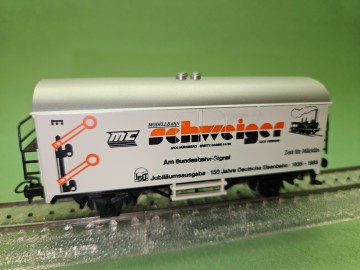 MODELLBAHN
MC schweiger
Am Bundesbahn-Signal
Zeit für Märklin
Jubiläumsausgabe · 150 Jahre Deutsche Eisenbahn · 1835 - 1985